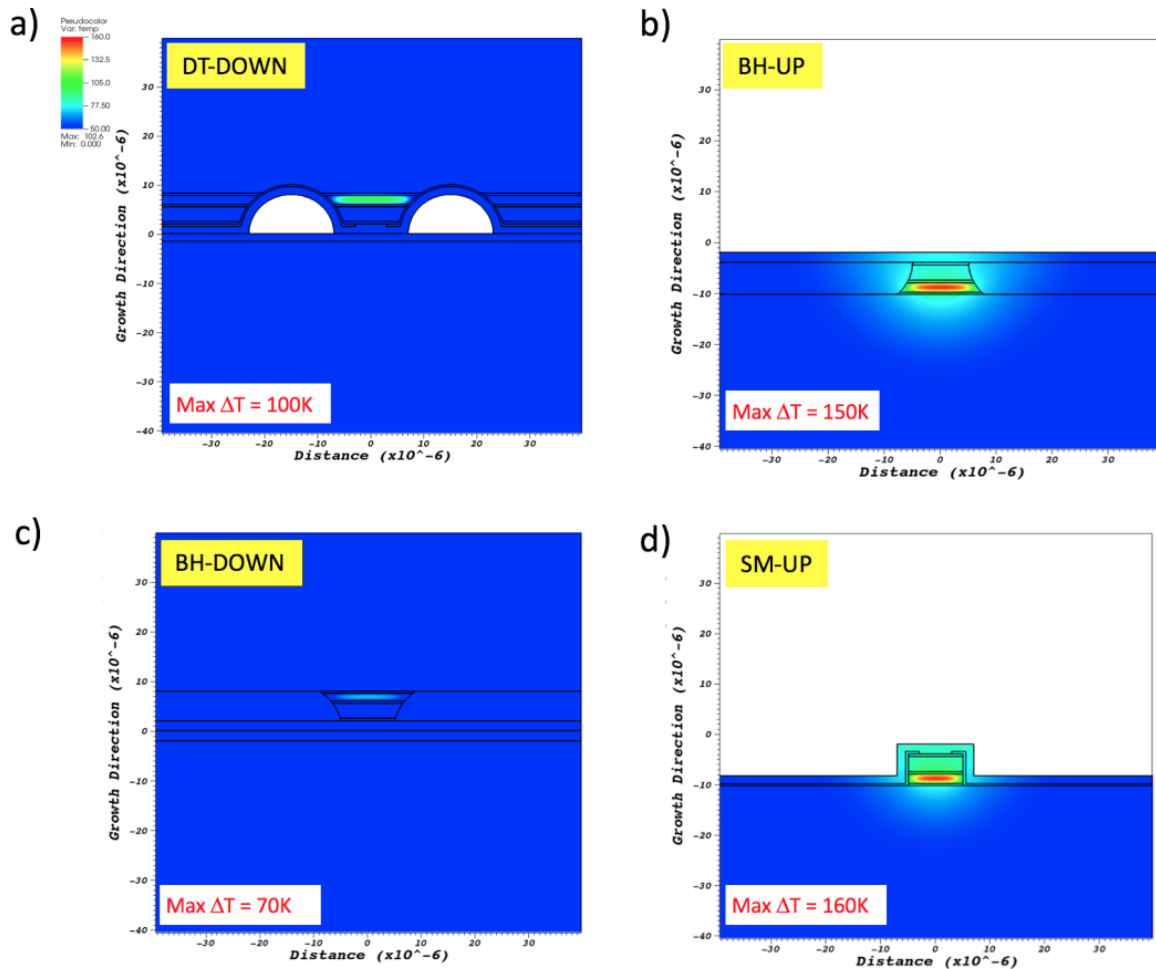 a)
Pseudocolor
Var: temp
160.0
132.5
105.0
77.50
50.00
Max: 102.6
Min: 0.000
DT-DOWN
Growth Direction (x10^-6)
30
20
10
0
-10
-20
-30
-40
Max ΔT = 100K
-30 -20 -10 0 10 20 30
Distance (x10^-6)
b)
BH-UP
Growth Direction (x10^-6)
30
20
10
0
-10
-20
-30
-40
Max ΔT = 150K
-30 -20 -10 0 10 20 30
Distance (x10^-6)
c)
BH-DOWN
Growth Direction (x10^-6)
30
20
10
0
-10
-20
-30
-40
Max ΔT = 70K
-30 -20 -10 0 10 20 30
Distance (x10^-6)
d)
SM-UP
Growth Direction (x10^-6)
30
20
10
0
-10
-20
-30
-40
Max ΔT = 160K
-30 -20 -10 0 10 20 30
Distance (x10^-6)